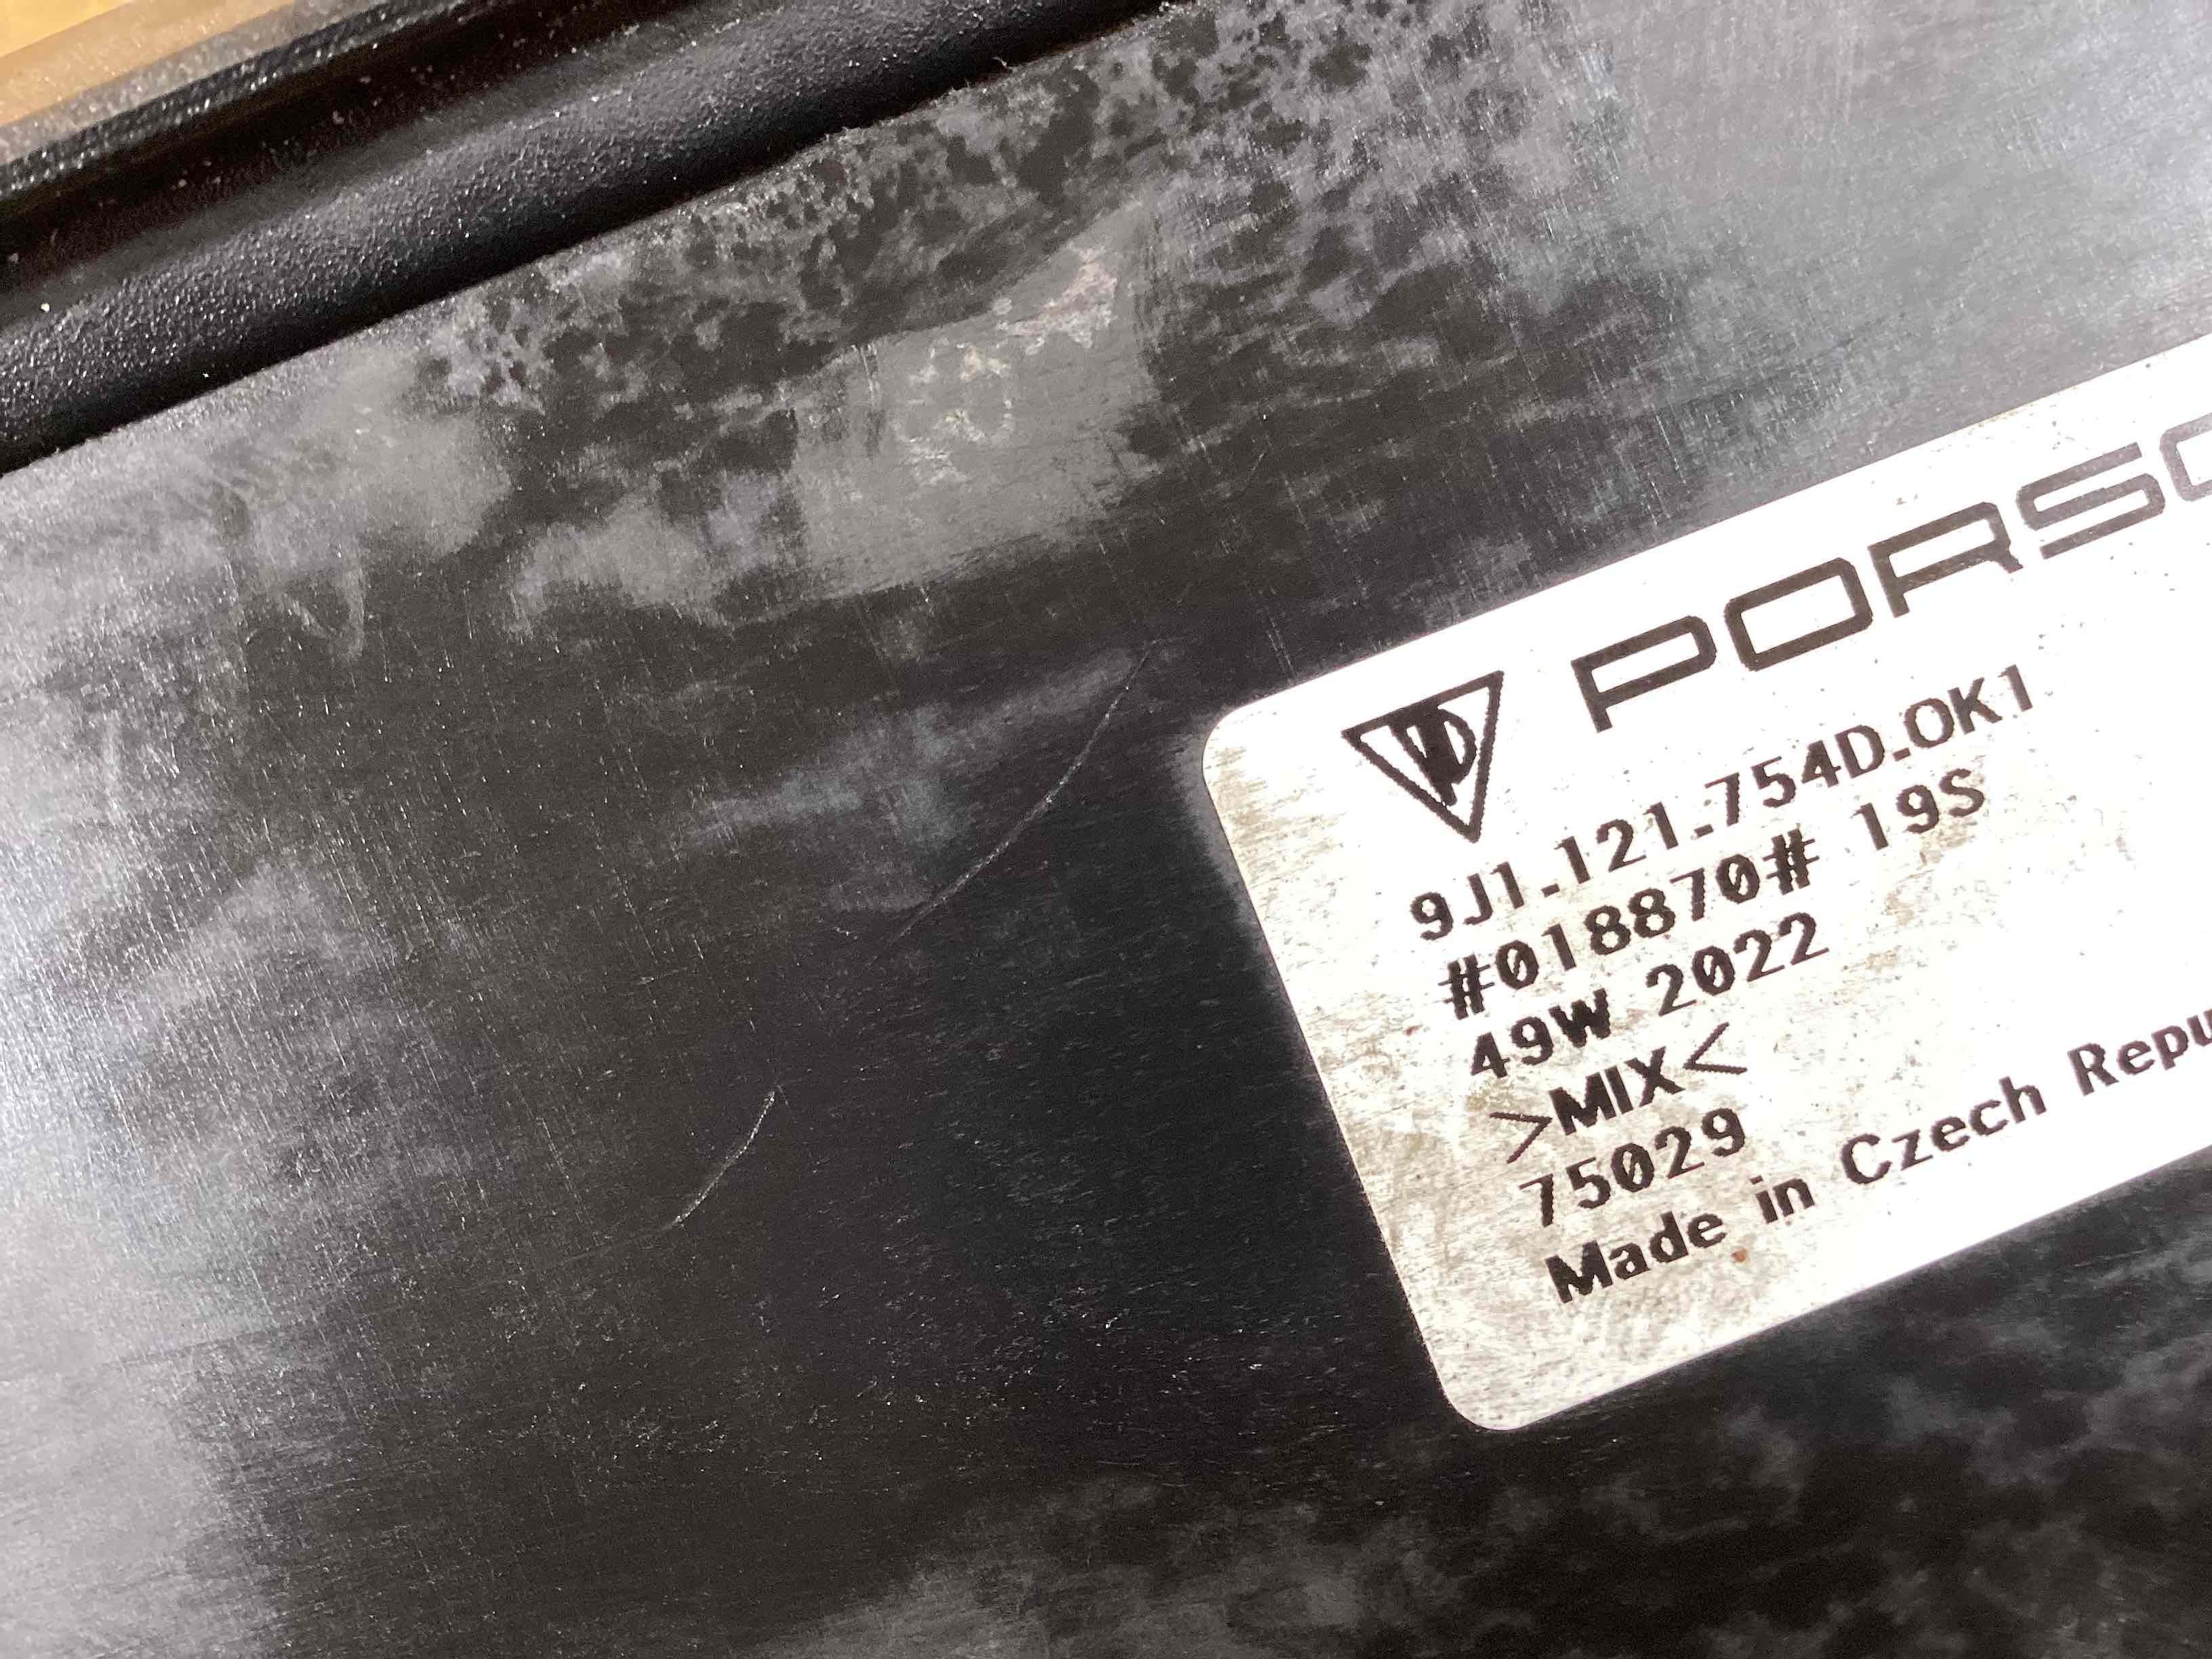 PORSC
9J1.121.754D.OK1
#018870# 19S
49W 2022
>MIX<
75029
Made in Czech Repu